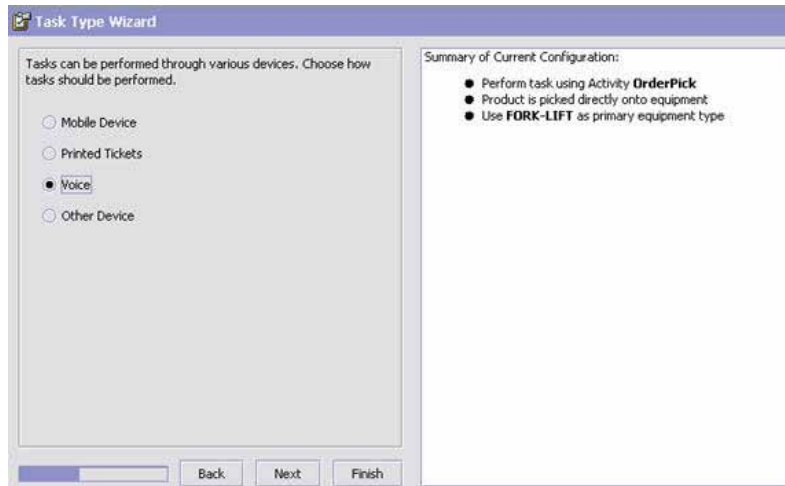 Task Type Wizard
Tasks can be performed through various devices. Choose how
tasks should be performed.
Mobile Device
Printed Tickets
Voice
Other Device
Back
Next
Finish
Summary of Current Configuration:
Perform task using Activity OrderPick
Product is picked directly onto equipment
Use FORK-LIFT as primary equipment type